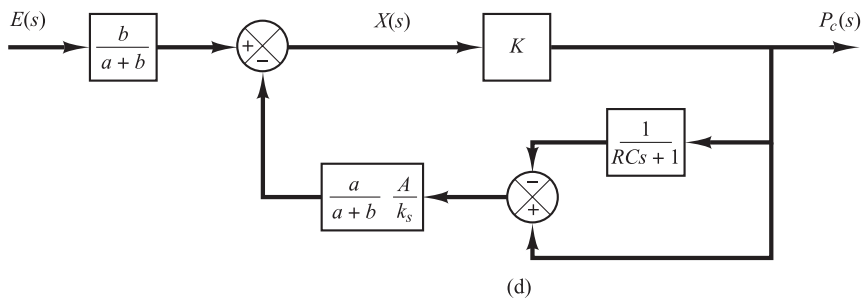 E(s)
b
a + b
+
−
X(s)
K
P_c(s)
1
RCs + 1
−
+
a A
a + b k_s
(d)